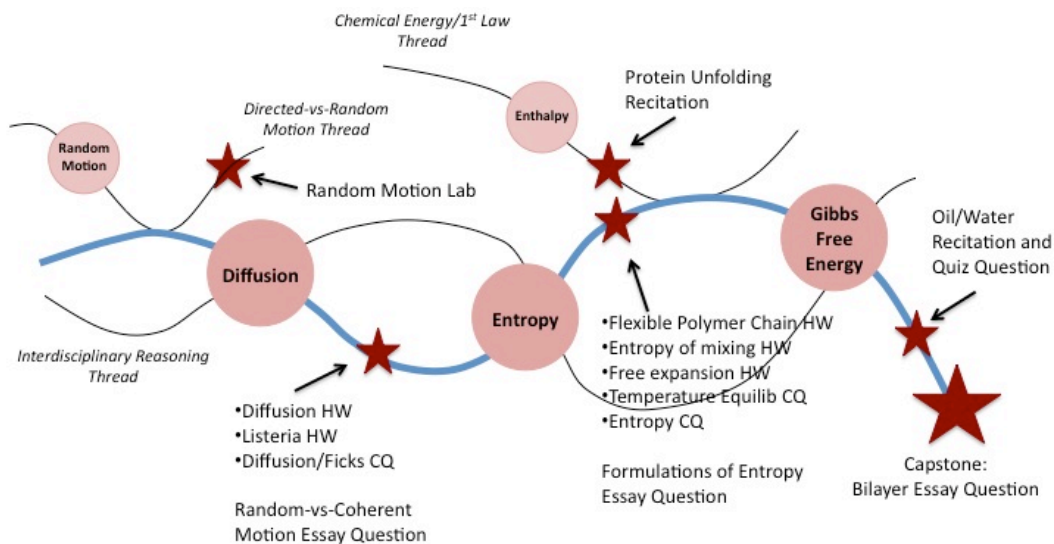 Chemical Energy/1st Law
Thread
Protein Unfolding
Recitation
Directed-vs-Random
Motion Thread
Enthalpy
Random
Motion
Random Motion Lab
Gibbs
Free
Energy
Oil/Water
Recitation and
Quiz Question
Diffusion
Entropy
Interdisciplinary Reasoning
Thread
•Flexible Polymer Chain HW
•Entropy of mixing HW
•Free expansion HW
•Temperature Equilib CQ
•Entropy CQ
•Diffusion HW
•Listeria HW
•Diffusion/Ficks CQ
Formulations of Entropy
Essay Question
Capstone:
Bilayer Essay Question
Random-vs-Coherent
Motion Essay Question